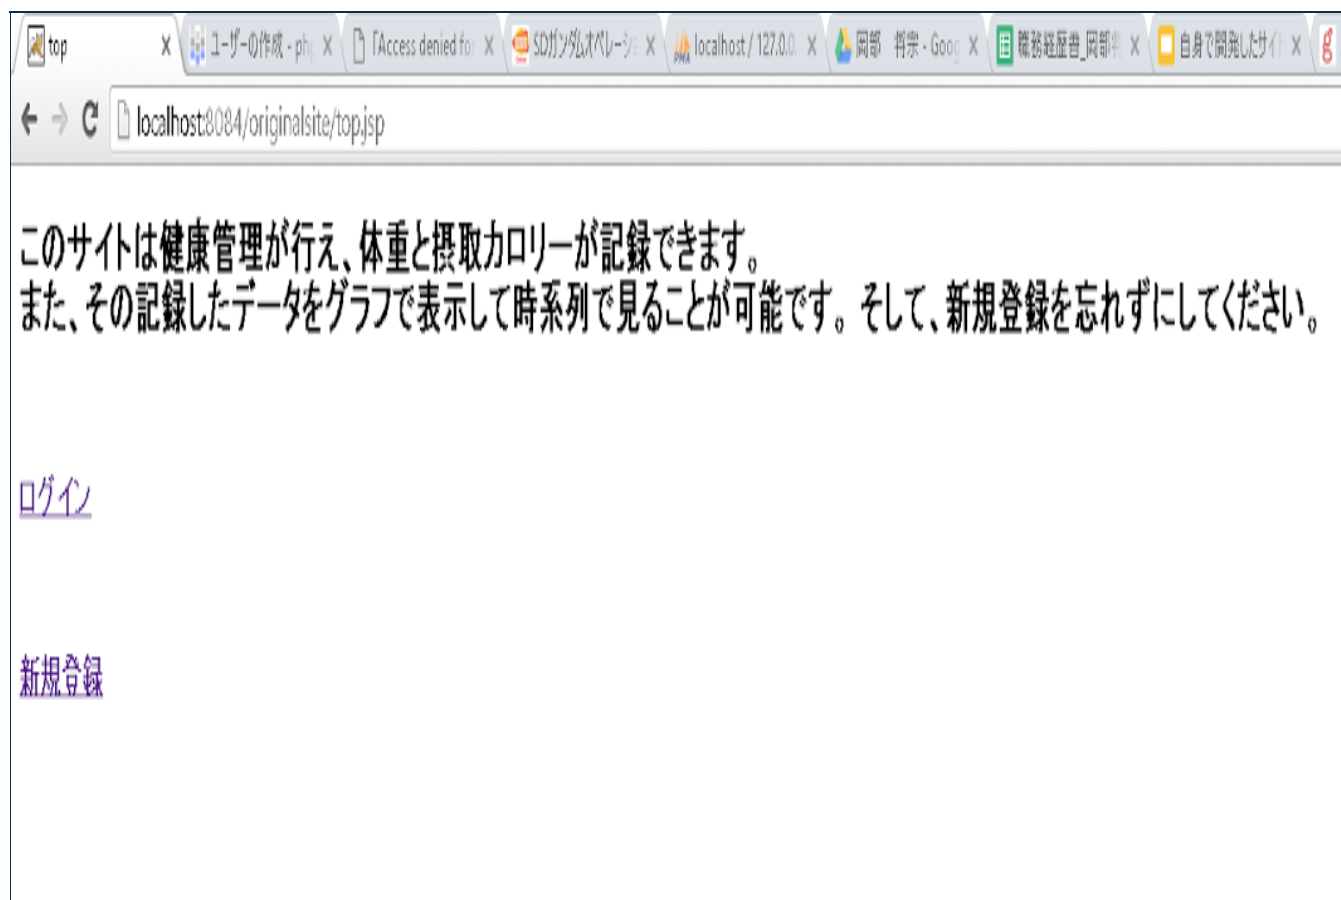 top
ユーザーの作成 - ph
「Access denied fo
SDガンダムオペレーシ
localhost / 127.0.0
岡部 将宗 - Goog
職務経歴書_岡部
自身で開発したサイ
g
localhost:8084/originalsite/top.jsp
このサイトは健康管理が行え、体重と摂取カロリーが記録できます。
また、その記録したデータをグラフで表示して時系列で見ることが可能です。そして、新規登録を忘れずにしてください。
ログイン
新規登録